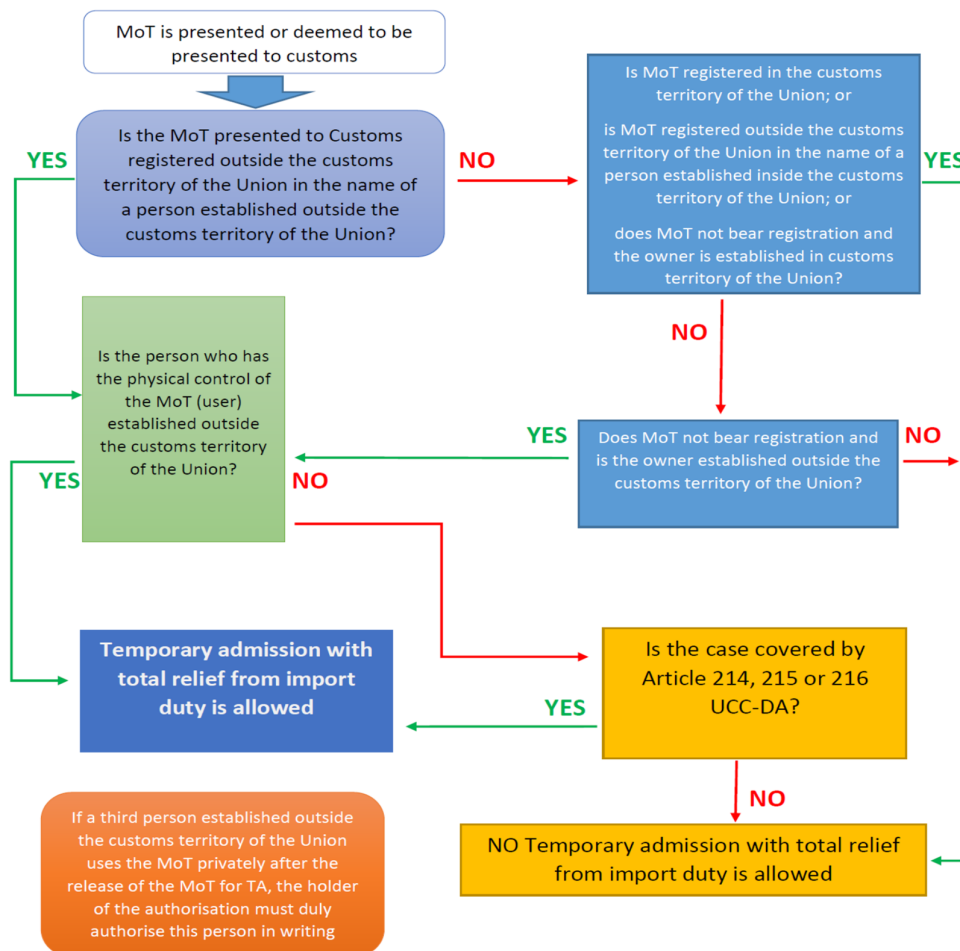 MoT is presented or deemed to be
presented to customs
Is the MoT presented to Customs
registered outside the customs
territory of the Union in the name of
a person established outside the
customs territory of the Union?
YES
NO
Is MoT registered in the customs
territory of the Union; or
is MoT registered outside the customs
territory of the Union in the name of a
person established inside the customs
territory of the Union; or
does MoT not bear registration and
the owner is established in customs
territory of the Union?
YES
NO
Is the person who has
the physical control of
the MoT (user)
established outside
the customs territory
of the Union?
YES
NO
YES
Does MoT not bear registration and
is the owner established outside the
customs territory of the Union?
NO
Temporary admission with
total relief from import
duty is allowed
YES
Is the case covered by
Article 214, 215 or 216
UCC-DA?
NO
If a third person established outside
the customs territory of the Union
uses the MoT privately after the
release of the MoT for TA, the holder
of the authorisation must duly
authorise this person in writing
NO Temporary admission with total relief
from import duty is allowed